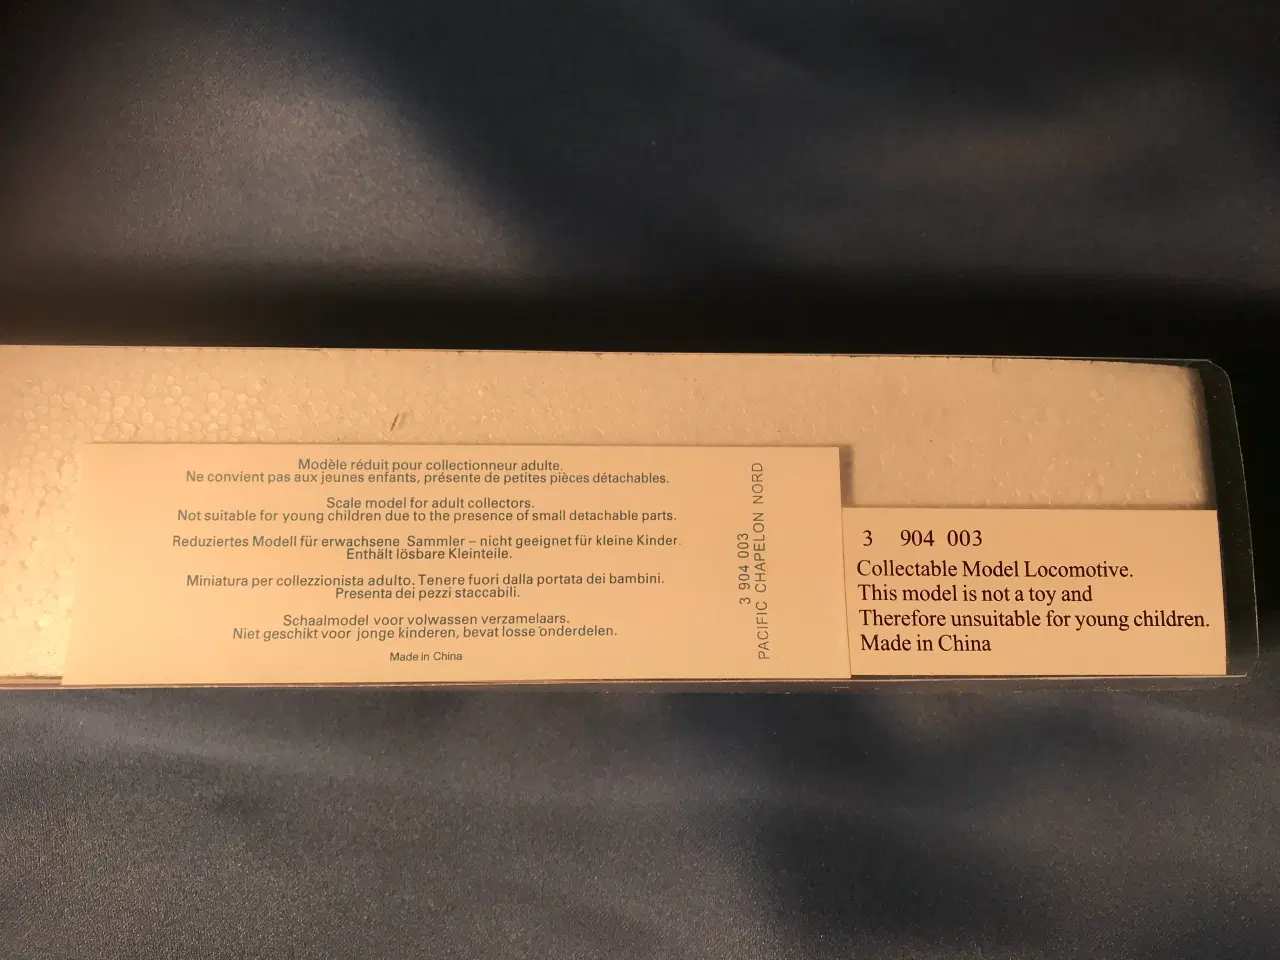 Modèle réduit pour collectionneur adulte.
Ne convient pas aux jeunes enfants, présente de petites pièces détachables.
Scale model for adult collectors.
Not suitable for young children due to the presence of small detachable parts.
Reduziertes Modell für erwachsene Sammler – nicht geeignet für kleine Kinder.
Enthält lösbare Kleinteile.
Miniatura per collezzionista adulto. Tenere fuori dalla portata dei bambini.
Presenta dei pezzi staccabili.
Schaalmodel voor volwassen verzamelaars.
Niet geschikt voor jonge kinderen, bevat losse onderdelen.
Made in China
3 904 003
PACIFIC CHAPELON NORD
3 904 003
Collectable Model Locomotive.
This model is not a toy and
Therefore unsuitable for young children.
Made in China